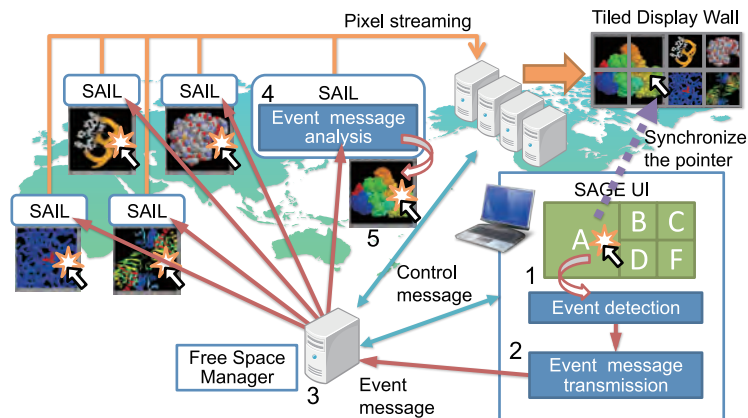 Pixel streaming
Tiled Display Wall
SAIL
SAIL
4
SAIL
Event message
analysis
Synchronize
the pointer
SAGE UI
SAIL
SAIL
5
A
B
C
D
F
1
Control
message
Event detection
2
Event message
transmission
Free Space
Manager
3
Event
message